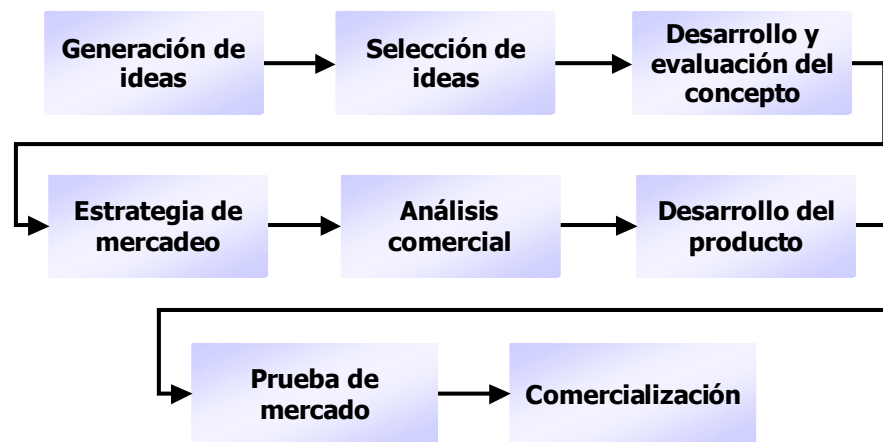 Generación de
ideas
Selección de
ideas
Desarrollo y
evaluación del
concepto
Estrategia de
mercadeo
Análisis
comercial
Desarrollo del
producto
Prueba de
mercado
Comercialización